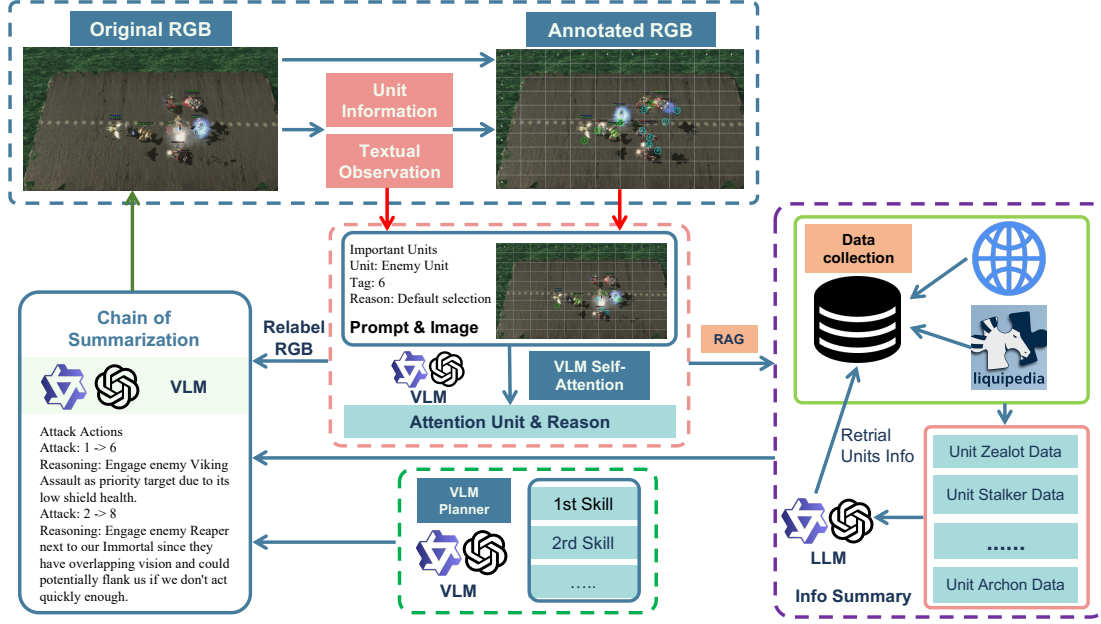 Original RGB
Annotated RGB
Unit
Information
Textual
Observation
Important Units
Unit: Enemy Unit
Tag: 6
Reason: Default selection
Prompt & Image
VLM
VLM Self-
Attention
Attention Unit & Reason
Relabel
RGB
RAG
Chain of
Summarization
VLM
Attack Actions
Attack: 1 -> 6
Reasoning: Engage enemy Viking
Assault as priority target due to its
low shield health.
Attack: 2 -> 8
Reasoning: Engage enemy Reaper
next to our Immortal since they
have overlapping vision and could
potentially flank us if we don't act
quickly enough.
VLM
Planner
VLM
1st Skill
2rd Skill
…..
Data
collection
liquipedia
Retrial
Units Info
LLM
Unit Zealot Data
Unit Stalker Data
......
Unit Archon Data
Info Summary